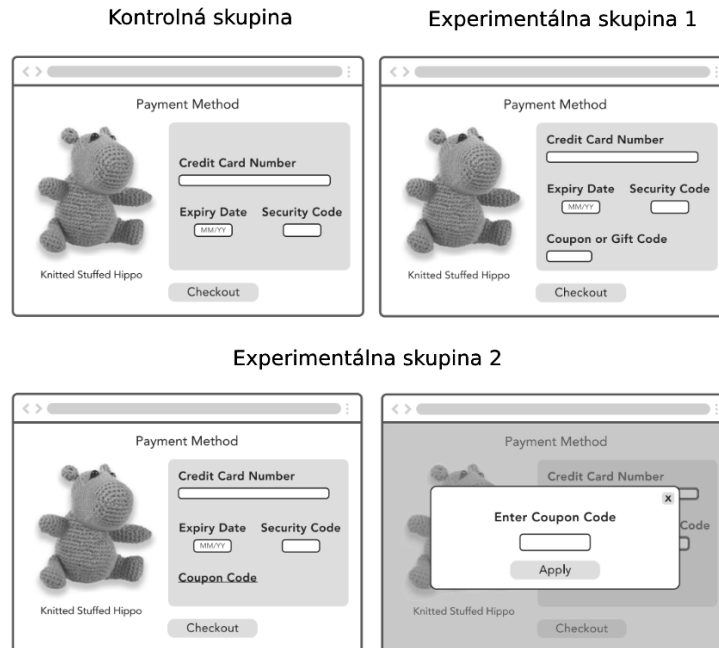 Kontrolná skupina
Payment Method
Credit Card Number
Expiry Date Security Code
MM/YY
Knitted Stuffed Hippo
Checkout
Experimentálna skupina 1
Payment Method
Credit Card Number
Expiry Date Security Code
MM/YY
Coupon or Gift Code
Knitted Stuffed Hippo
Checkout
Experimentálna skupina 2
Payment Method
Credit Card Number
Expiry Date Security Code
MM/YY
Coupon Code
Knitted Stuffed Hippo
Checkout
Payment Method
Credit Card Number
x
Enter Coupon Code
Code
Apply
Knitted Stuffed Hippo
Checkout